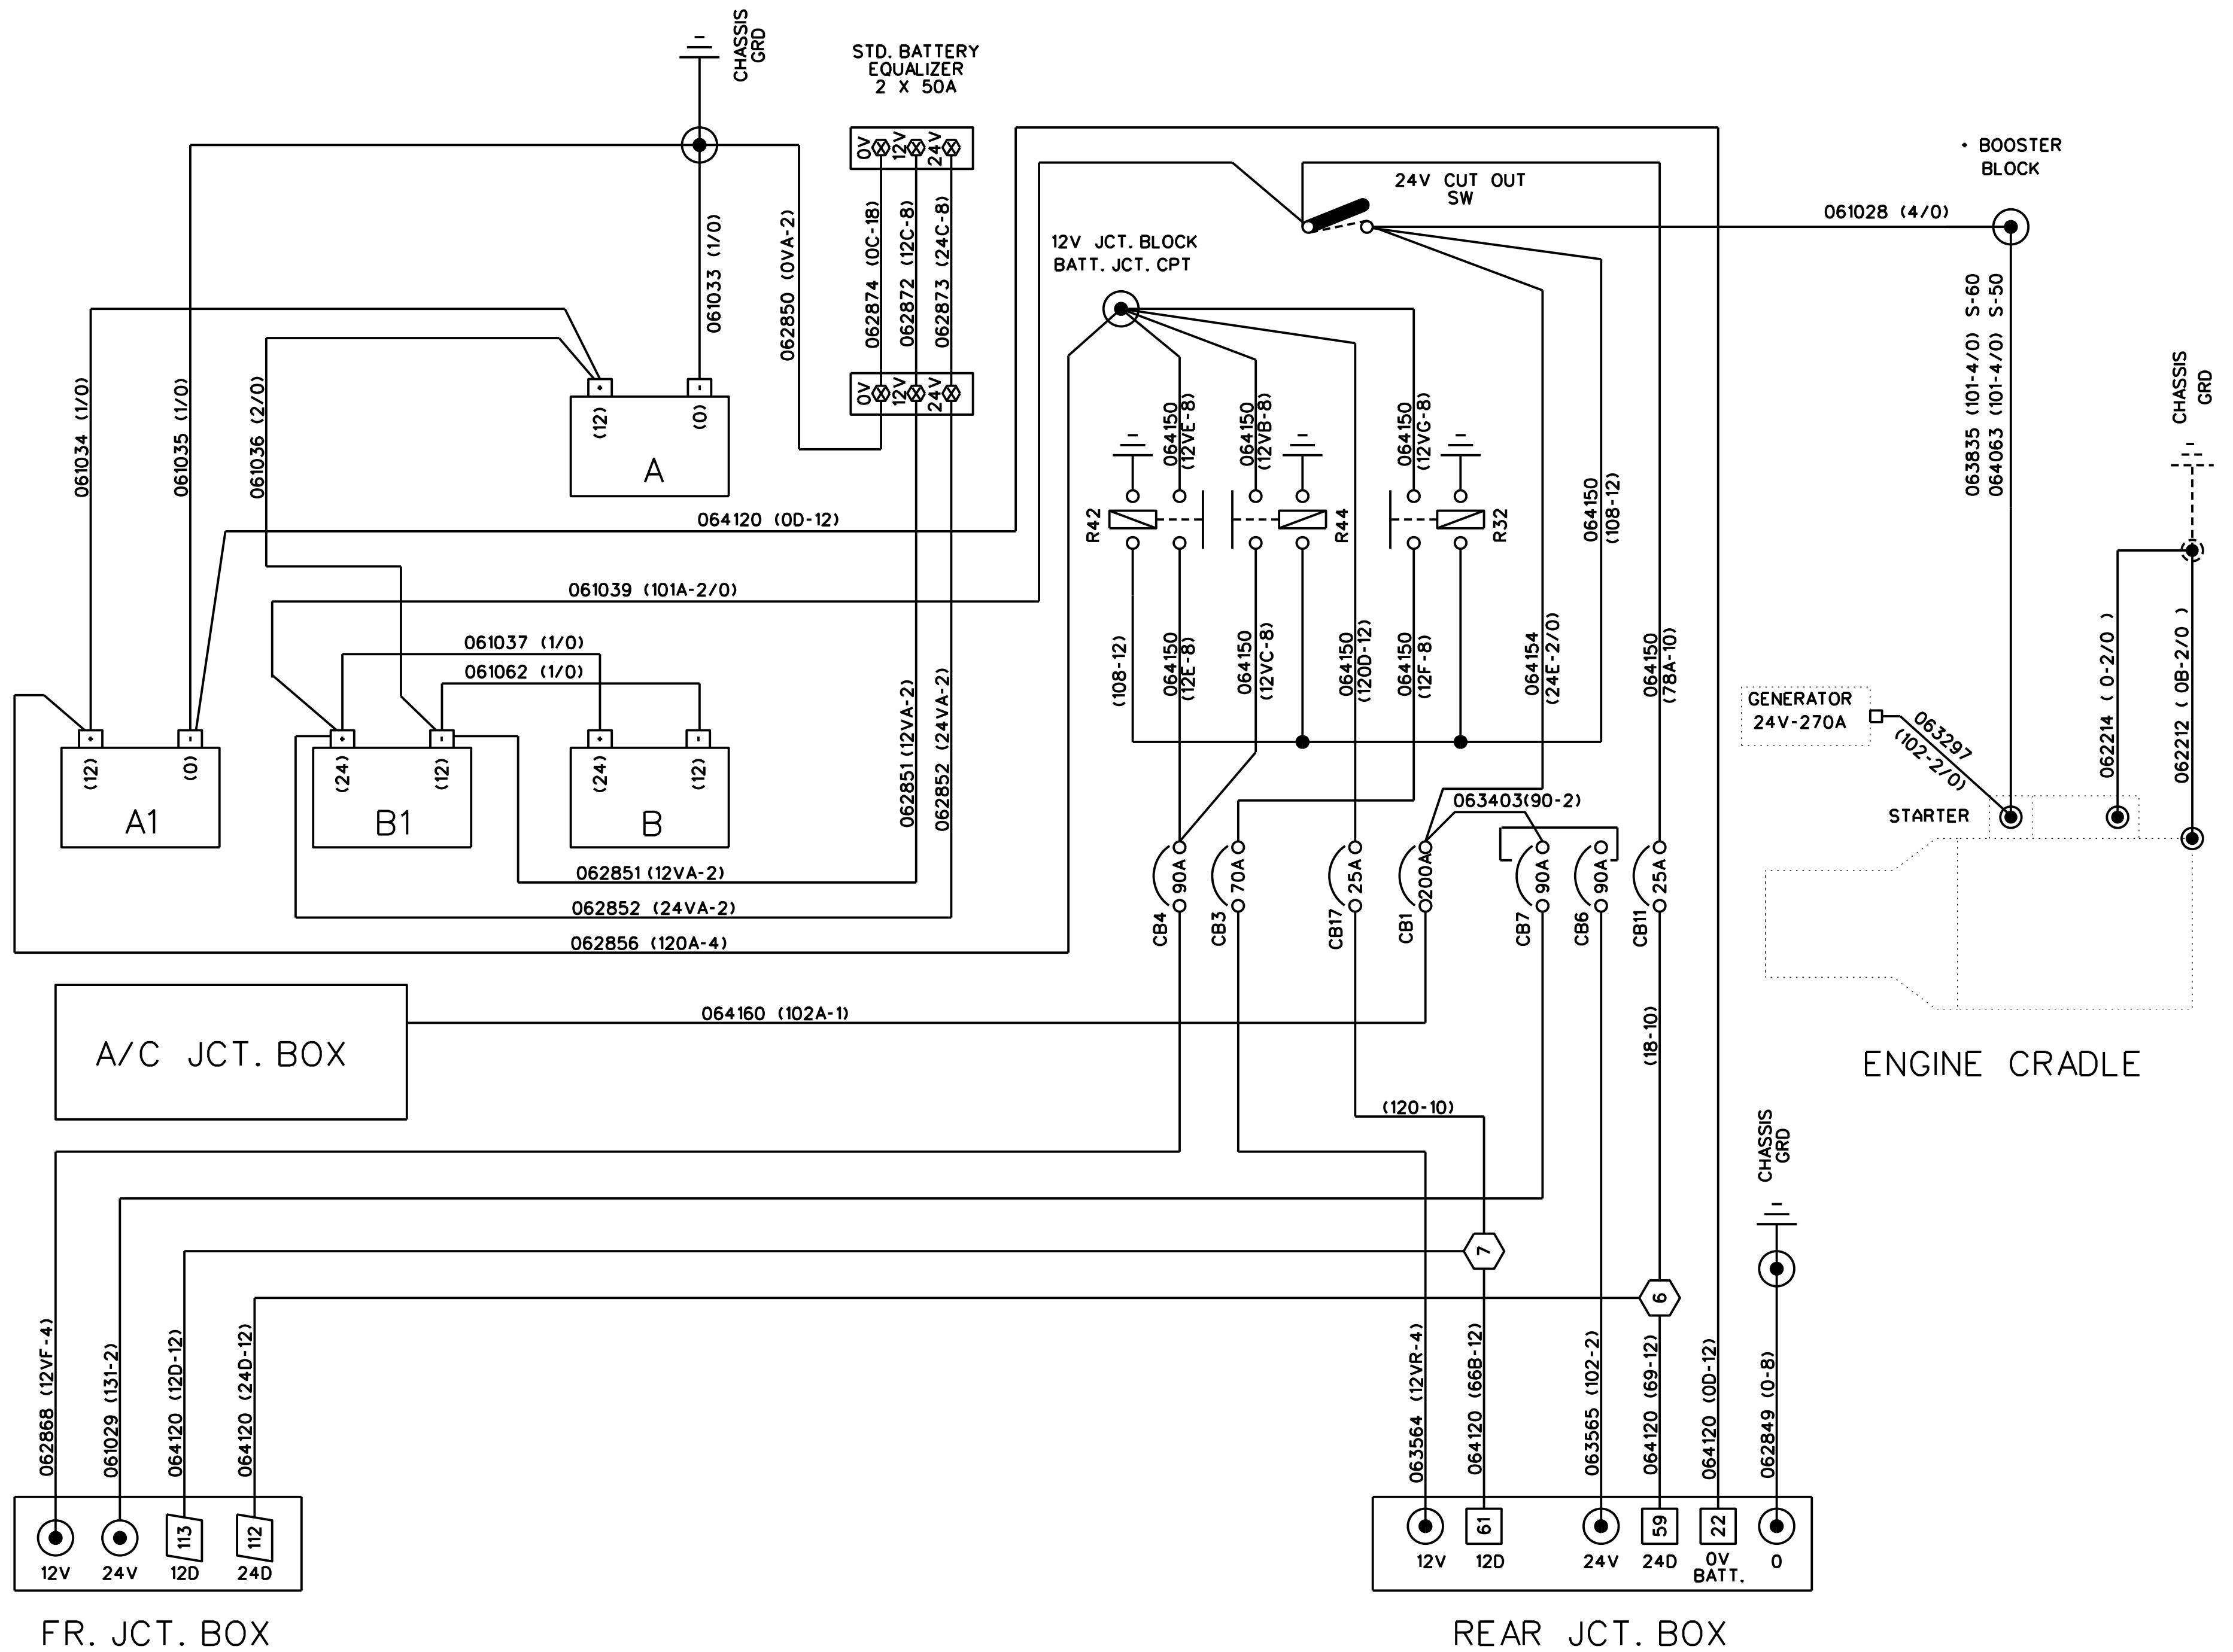 CHASSIS
GRD
STD. BATTERY
EQUALIZER
2 X 50A
0V
12V
24V
24V CUT OUT
SW
• BOOSTER
BLOCK
061028 (4/0)
12V JCT. BLOCK
BATT. JCT. CPT
061033 (1/0)
062850 (0VA-2)
062874 (0C-18)
062872 (12C-8)
062873 (24C-8)
063835 (101-4/0) S-60
064063 (101-4/0) S-50
CHASSIS
GRD
061034 (1/0)
061035 (1/0)
061036 (2/0)
+
-
(12)
(0)
A
0V
12V
24V
064150
(12VE-8)
064150
(12VB-8)
064150
(12VG-8)
064150
(108-12)
R42
R44
R32
064120 (0D-12)
061039 (101A-2/0)
061037 (1/0)
061062 (1/0)
(108-12)
064150
(12E-8)
064150
(12VC-8)
064150
(120D-12)
064150
(12F-8)
064154
(24E-2/0)
064150
(78A-10)
GENERATOR
24V-270A
063297
(102-2/0)
062214 ( 0-2/0 )
062212 ( 0B-2/0 )
+
-
(12)
(0)
A1
+
-
(24)
(12)
B1
+
-
(24)
(12)
B
062851 (12VA-2)
062852 (24VA-2)
063403(90-2)
STARTER
062851 (12VA-2)
062852 (24VA-2)
062856 (120A-4)
90A
70A
25A
200A
90A
90A
25A
CB4
CB3
CB17
CB1
CB7
CB6
CB11
064160 (102A-1)
A/C JCT. BOX
(18-10)
ENGINE CRADLE
(120-10)
CHASSIS
GRD
7
6
062868 (12VF-4)
061029 (131-2)
064120 (12D-12)
064120 (24D-12)
063564 (12VR-4)
064120 (66B-12)
063565 (102-2)
064120 (69-12)
064120 (0D-12)
062849 (0-8)
113
112
61
59
22
12V
24V
12D
24D
12V
12D
24V
24D
0V
BATT.
0
FR. JCT. BOX
REAR JCT. BOX